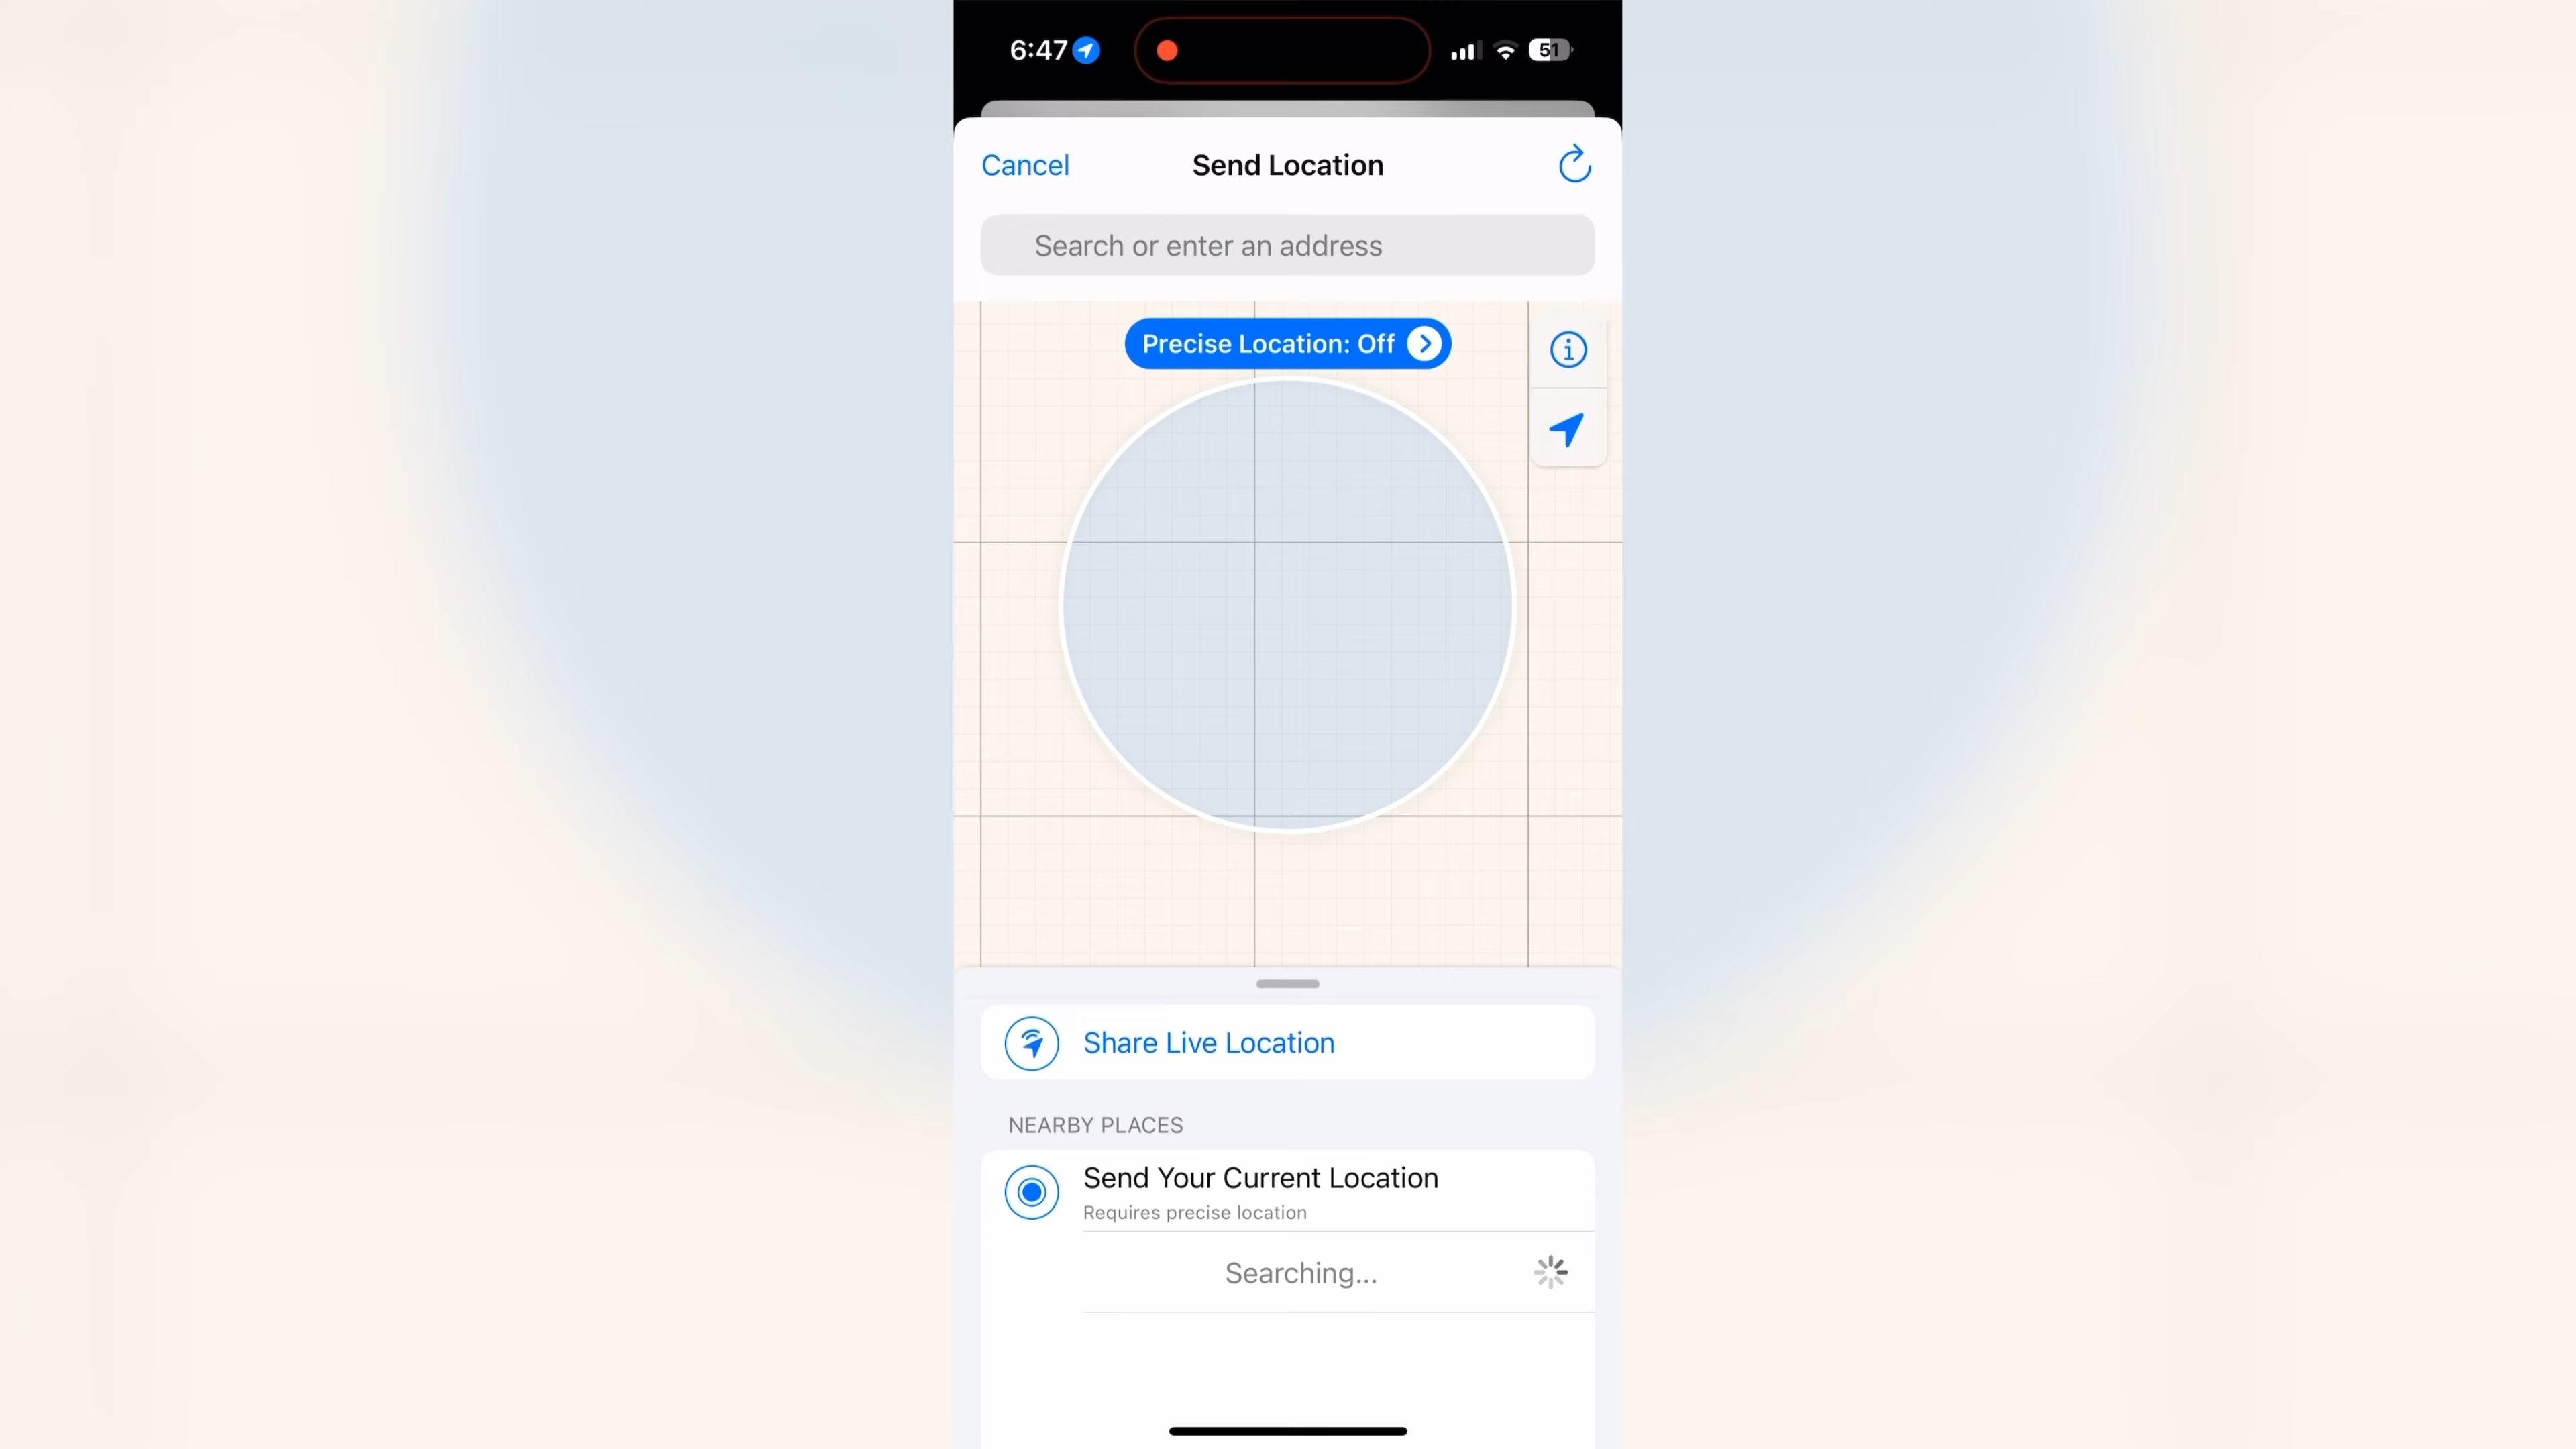 6:47
51
Cancel
Send Location
Search or enter an address
Precise Location: Off
Share Live Location
NEARBY PLACES
Send Your Current Location
Requires precise location
Searching...